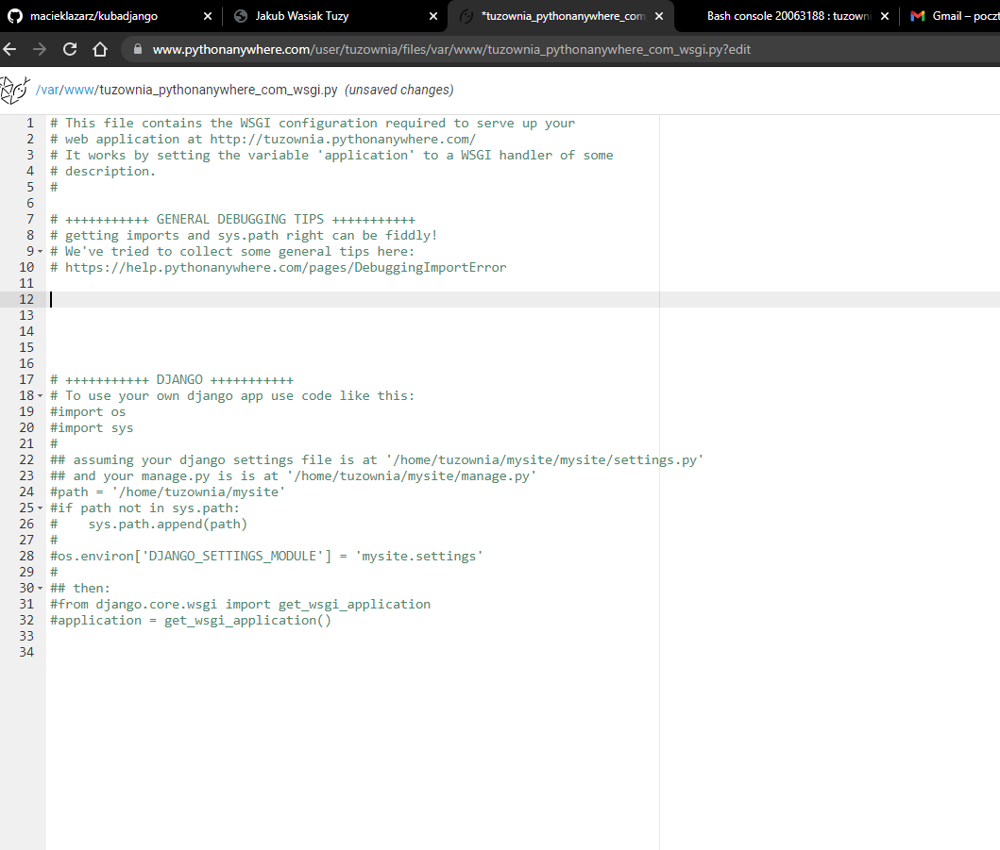 macieklazarz/kubadjango
Jakub Wasiak Tuzy
*tuzownia_pythonanywhere_com
Bash console 20063188 : tuzown
Gmail – poczt
www.pythonanywhere.com/user/tuzownia/files/var/www/tuzownia_pythonanywhere_com_wsgi.py?edit
/var/www/tuzownia_pythonanywhere_com_wsgi.py (unsaved changes)
1 # This file contains the WSGI configuration required to serve up your
2 # web application at http://tuzownia.pythonanywhere.com/
3 # It works by setting the variable 'application' to a WSGI handler of some
4 # description.
5 #
6
7 # +++++++++++ GENERAL DEBUGGING TIPS +++++++++++
8 # getting imports and sys.path right can be fiddly!
9 # We've tried to collect some general tips here:
10 # https://help.pythonanywhere.com/pages/DebuggingImportError
11
12
13
14
15
16
17 # +++++++++++ DJANGO +++++++++++
18 # To use your own django app use code like this:
19 #import os
20 #import sys
21 #
22 ## assuming your django settings file is at '/home/tuzownia/mysite/mysite/settings.py'
23 ## and your manage.py is is at '/home/tuzownia/mysite/manage.py'
24 #path = '/home/tuzownia/mysite'
25 #if path not in sys.path:
26 #    sys.path.append(path)
27 #
28 #os.environ['DJANGO_SETTINGS_MODULE'] = 'mysite.settings'
29 #
30 ## then:
31 #from django.core.wsgi import get_wsgi_application
32 #application = get_wsgi_application()
33
34